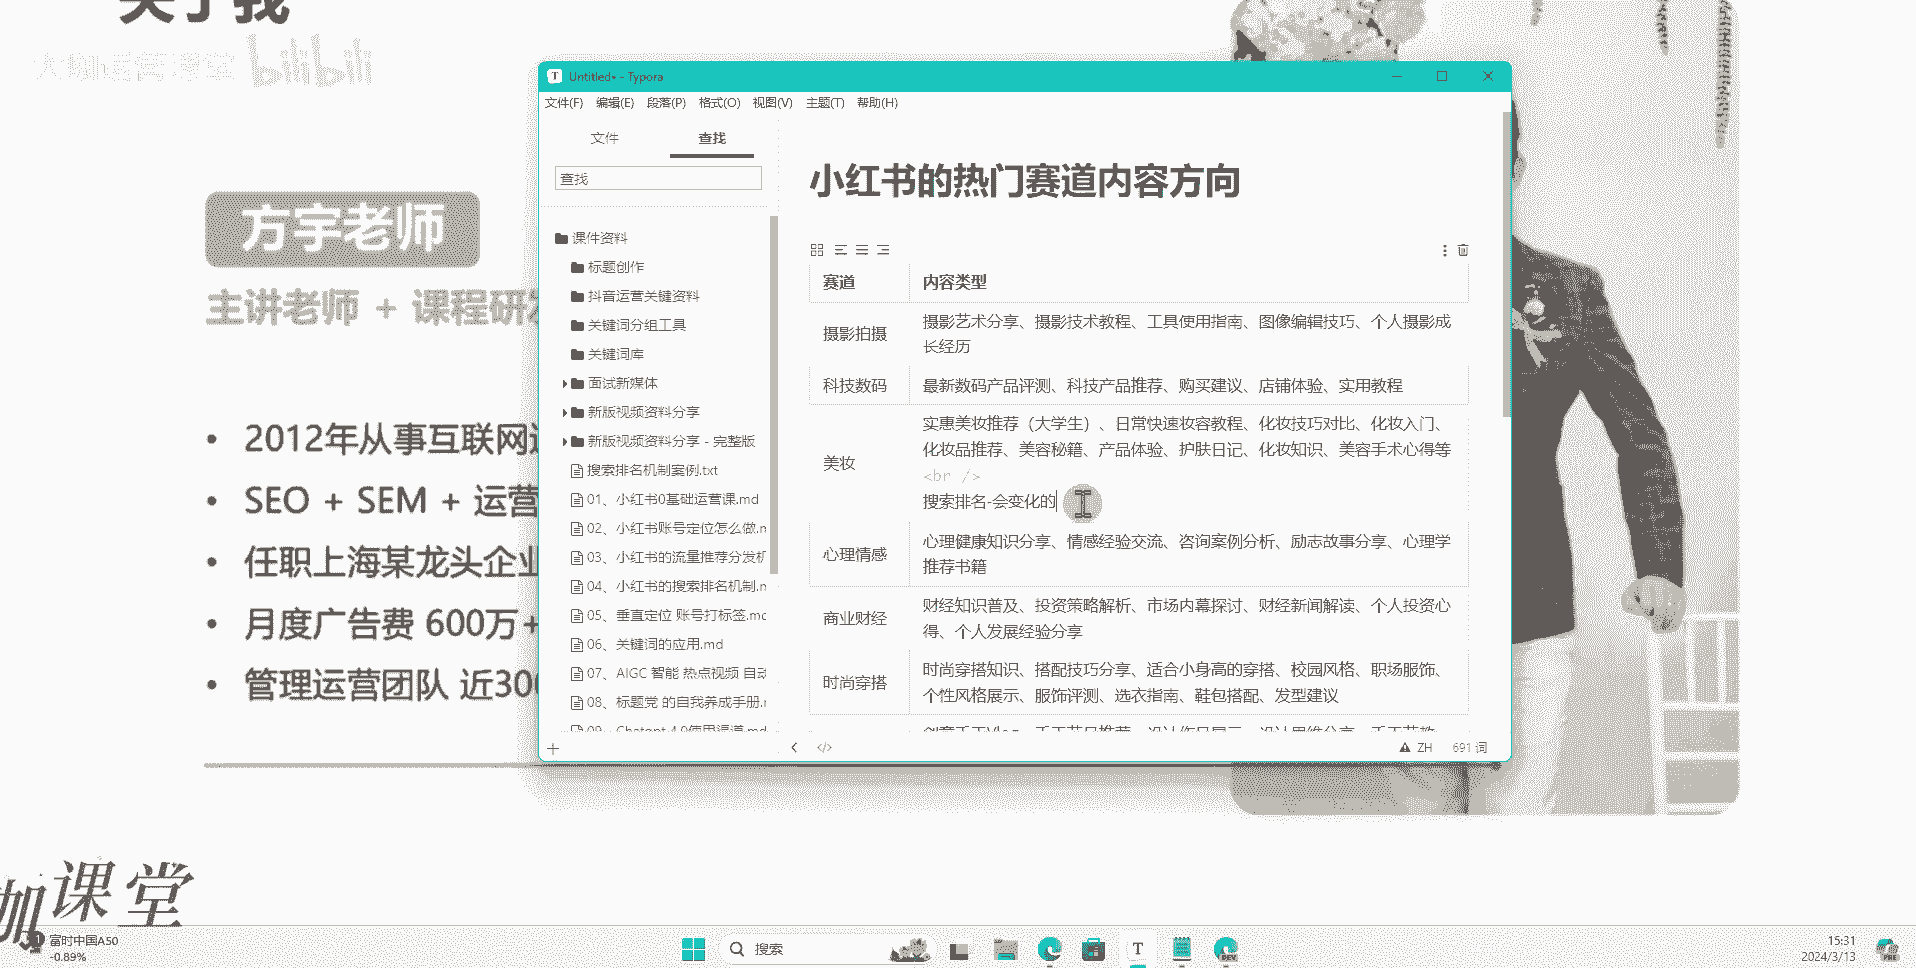 关于我
bilibili
方宇老师
主讲老师 + 课程研发
• 2012年从事互联网
• SEO + SEM + 运营
• 任职上海某龙头企业
• 月度广告费 600万+
• 管理运营团队 近300
Untitled• - Typora
文件(F) 编辑(E) 段落(P) 格式(O) 视图(V) 主题(T) 帮助(H)
文件 查找
查找
课件资料
标题创作
抖音运营关键资料
关键词分组工具
关键词库
面试新媒体
新版视频资料分享
新版视频资料分享 - 完整版
搜索排名机制案例.txt
01、小红书0基础运营课.md
02、小红书账号定位怎么做.m
03、小红书的流量推荐分发机
04、小红书的搜索排名机制.m
05、垂直定位 账号打标签.md
06、关键词的应用.md
07、AIGC 智能 热点视频 自动
08、标题党 的自我养成手册.m
09、Chatgpt 4.0使用渠道.md
小红书的热门赛道内容方向
赛道 内容类型
摄影拍摄 摄影艺术分享、摄影技术教程、工具使用指南、图像编辑技巧、个人摄影成
长经历
科技数码 最新数码产品评测、科技产品推荐、购买建议、店铺体验、实用教程
美妆 实惠美妆推荐（大学生）、日常快速妆容教程、化妆技巧对比、化妆入门、
化妆品推荐、美容秘籍、产品体验、护肤日记、化妆知识、美容手术心得等
<br />
搜索排名-会变化的
心理情感 心理健康知识分享、情感经验交流、咨询案例分析、励志故事分享、心理学
推荐书籍
商业财经 财经知识普及、投资策略解析、市场内幕探讨、财经新闻解读、个人投资心
得、个人发展经验分享
时尚穿搭 时尚穿搭知识、搭配技巧分享、适合小身高的穿搭、校园风格、职场服饰、
个性风格展示、服饰评测、选衣指南、鞋包搭配、发型建议
ZH 691 词
咖课堂
1 富时中国A50
-0.89%
搜索
T
DEV
15:31
2024/3/13
PRE